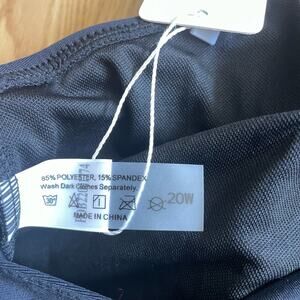 85% POLYESTER, 15% SPANDEX
Wash Dark Clothes Separately
30° 20W
MADE IN CHINA